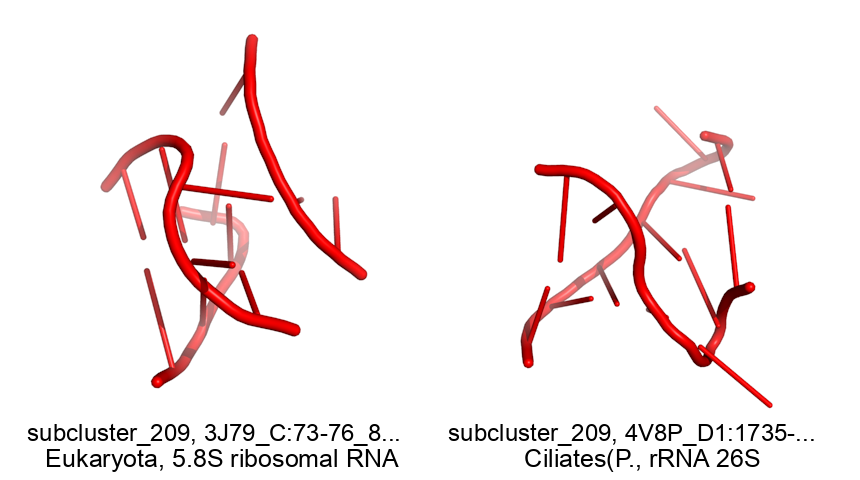 subcluster_209, 3J79_C:73-76_8...
Eukaryota, 5.8S ribosomal RNA
subcluster_209, 4V8P_D1:1735-...
Ciliates(P., rRNA 26S